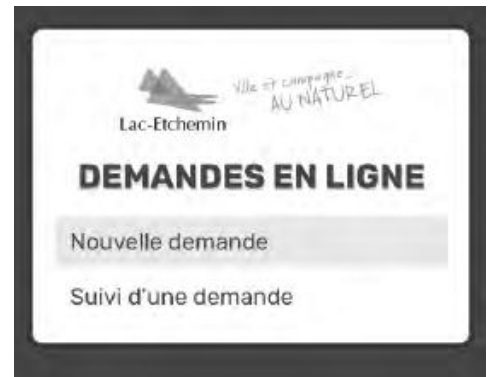 Ville et campagne...
AU NATUREL
Lac-Etchemin
DEMANDES EN LIGNE
Nouvelle demande
Suivi d'une demande